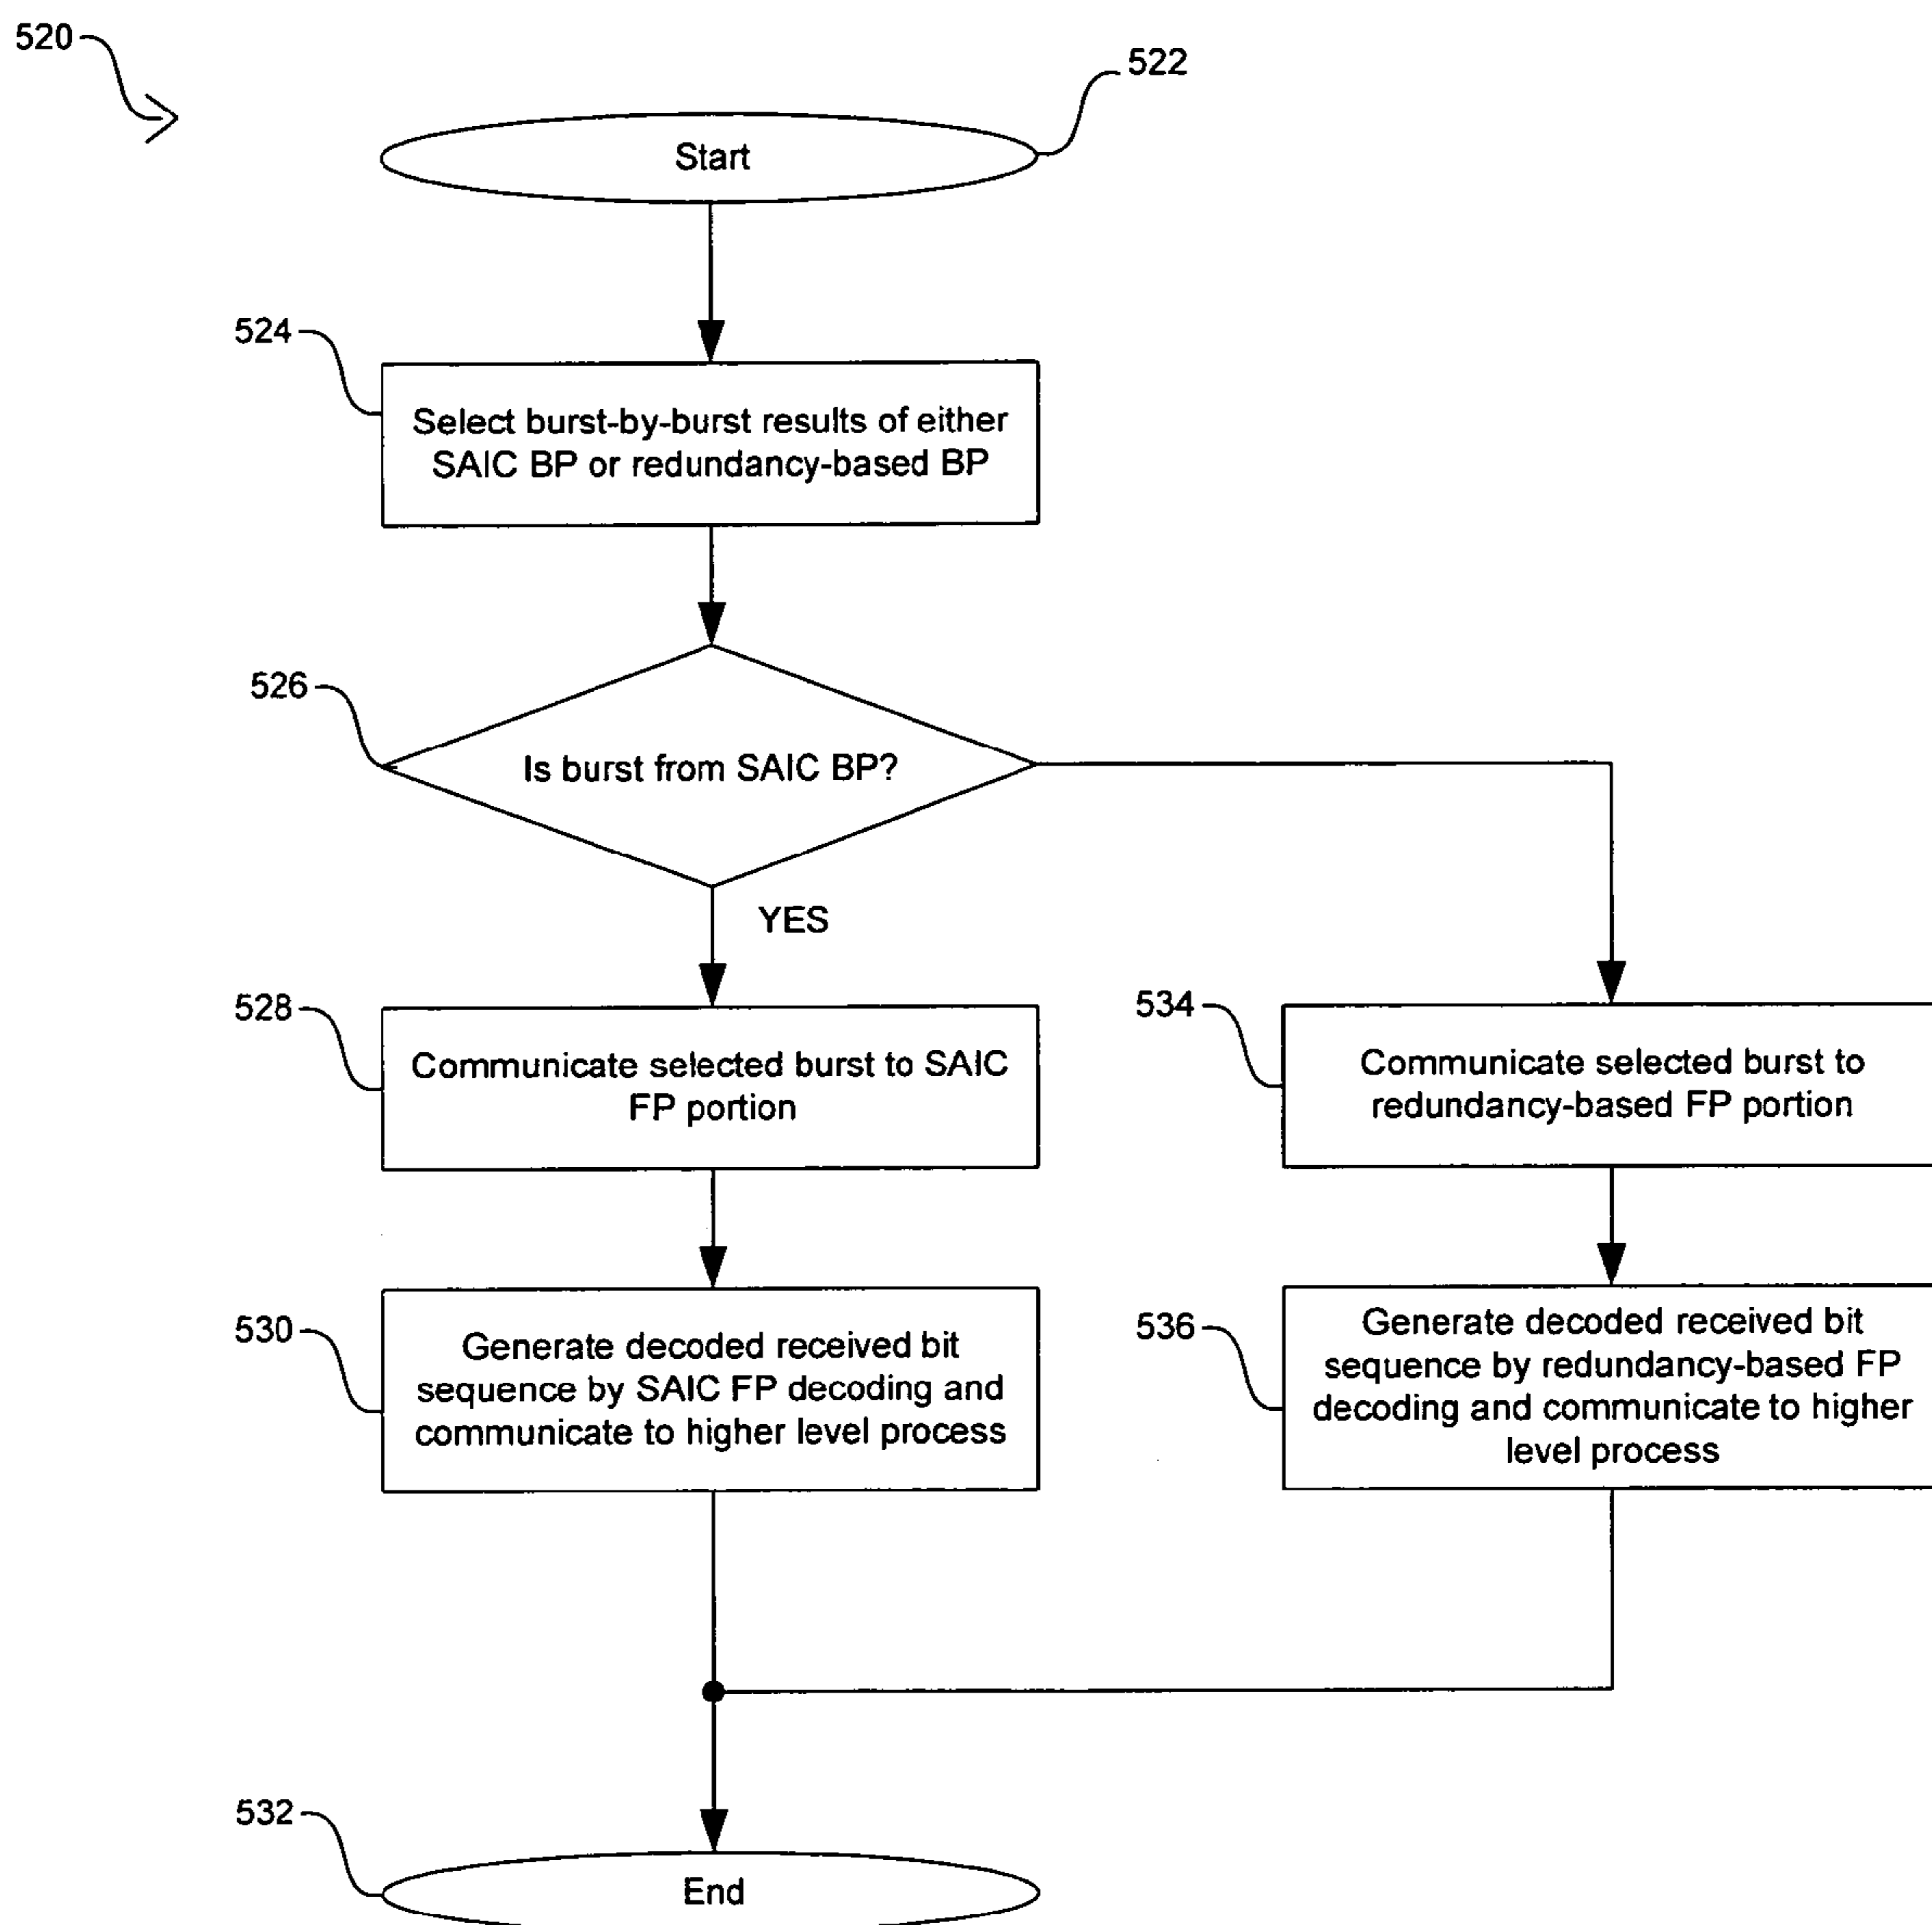 520
522
Start
524
Select burst-by-burst results of either
SAIC BP or redundancy-based BP
526
Is burst from SAIC BP?
YES
528
Communicate selected burst to SAIC
FP portion
534
Communicate selected burst to
redundancy-based FP portion
530
Generate decoded received bit
sequence by SAIC FP decoding and
communicate to higher level process
536
Generate decoded received bit
sequence by redundancy-based FP
decoding and communicate to higher
level process
532
End